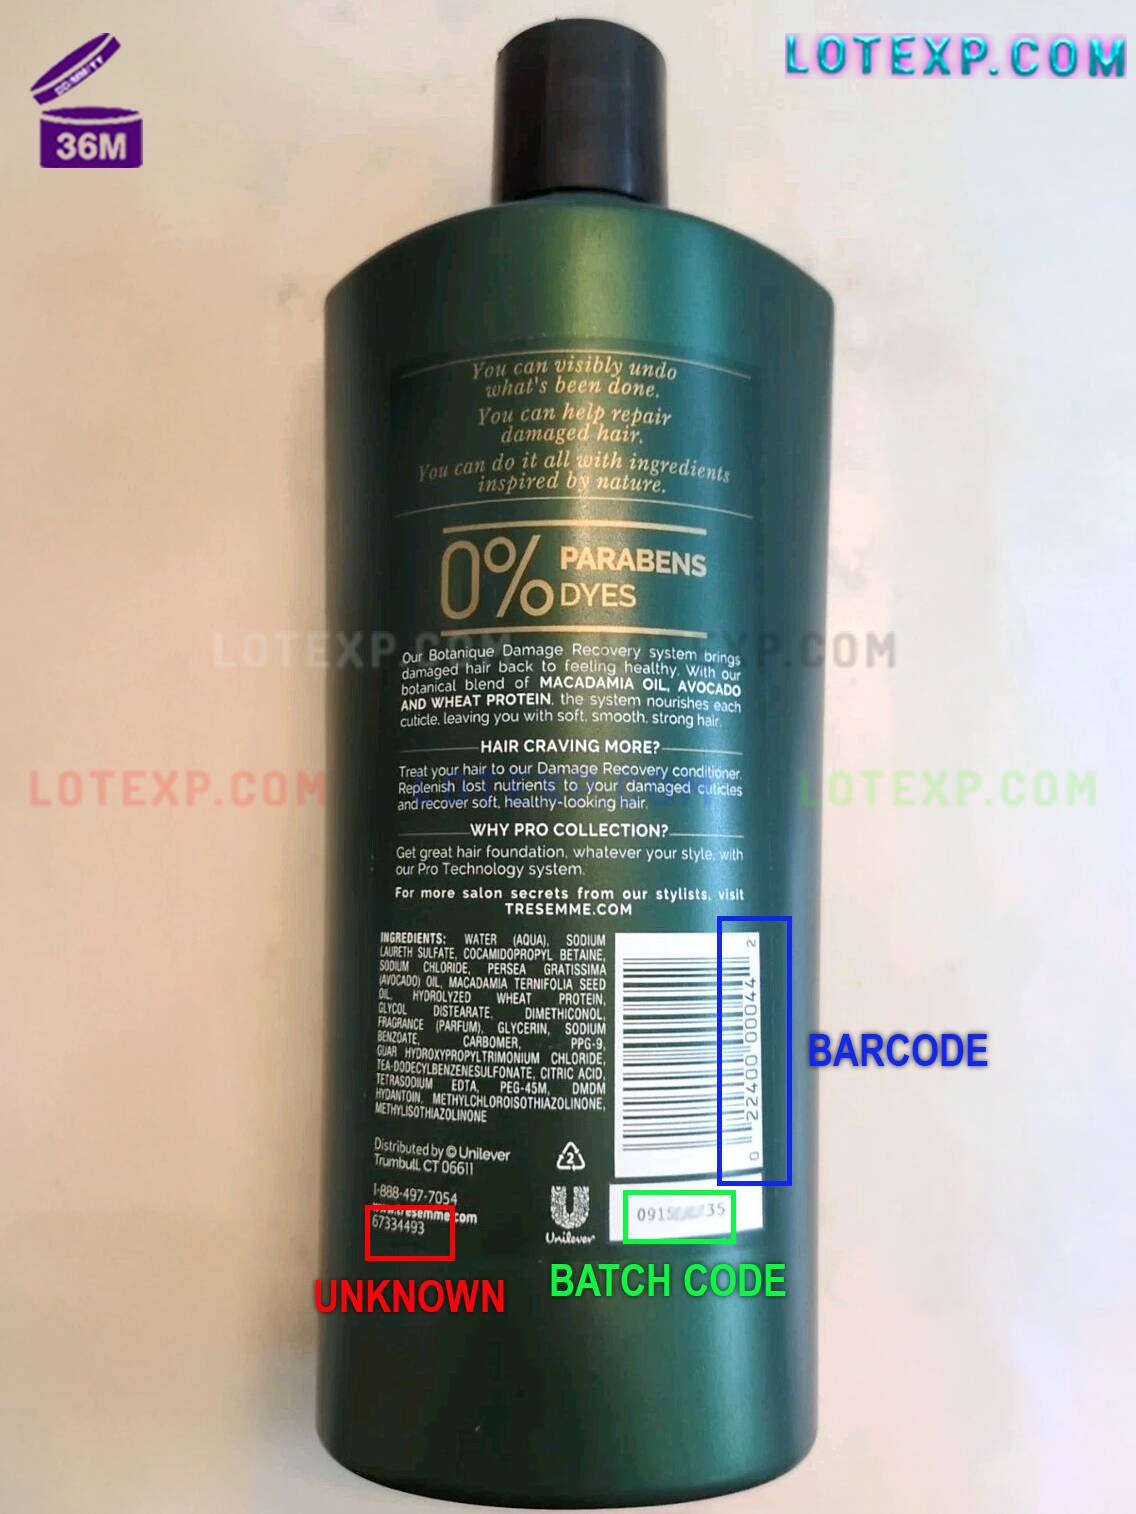 LOTEXP.COM
36M
You can visibly undo
what's been done.
You can help repair
damaged hair.
You can do it all with ingredients
inspired by nature.
0% PARABENS
DYES
LOTEXP.COM
Our Botanique Damage Recovery system brings
damaged hair back to feeling healthy. With our
botanical blend of MACADAMIA OIL, AVOCADO
AND WHEAT PROTEIN, the system nourishes each
cuticle, leaving you with soft, smooth, strong hair.
HAIR CRAVING MORE?
Treat your hair to our Damage Recovery conditioner.
Replenish lost nutrients to your damaged cuticles
and recover soft, healthy-looking hair.
LOTEXP.COM
LOTEXP.COM
WHY PRO COLLECTION?
Get great hair foundation, whatever your style, with
our Pro Technology system.
For more salon secrets from our stylists, visit
TRESEMME.COM
INGREDIENTS: WATER (AQUA), SODIUM
LAURETH SULFATE, COCAMIDOPROPYL BETAINE,
SODIUM CHLORIDE, PERSEA GRATISSIMA
(AVOCADO) OIL, MACADAMIA TERNIFOLIA SEED
OIL, HYDROLYZED WHEAT PROTEIN,
GLYCOL DISTEARATE, DIMETHICONOL,
FRAGRANCE (PARFUM), GLYCERIN, SODIUM
BENZOATE, CARBOMER, PPG-9,
GUAR HYDROXYPROPYLTRIMONIUM CHLORIDE,
TEA-DODECYLBENZENESULFONATE, CITRIC ACID,
TETRASODIUM EDTA, PEG-45M, DMDM
HYDANTOIN, METHYLCHLOROISOTHIAZOLINONE,
METHYLISOTHIAZOLINONE
0 22400 00044 2
BARCODE
Distributed by © Unilever
Trumbull, CT 06611
2
1-888-497-7054
www.tresemme.com
67334493
Unilever
UNKNOWN
BATCH CODE